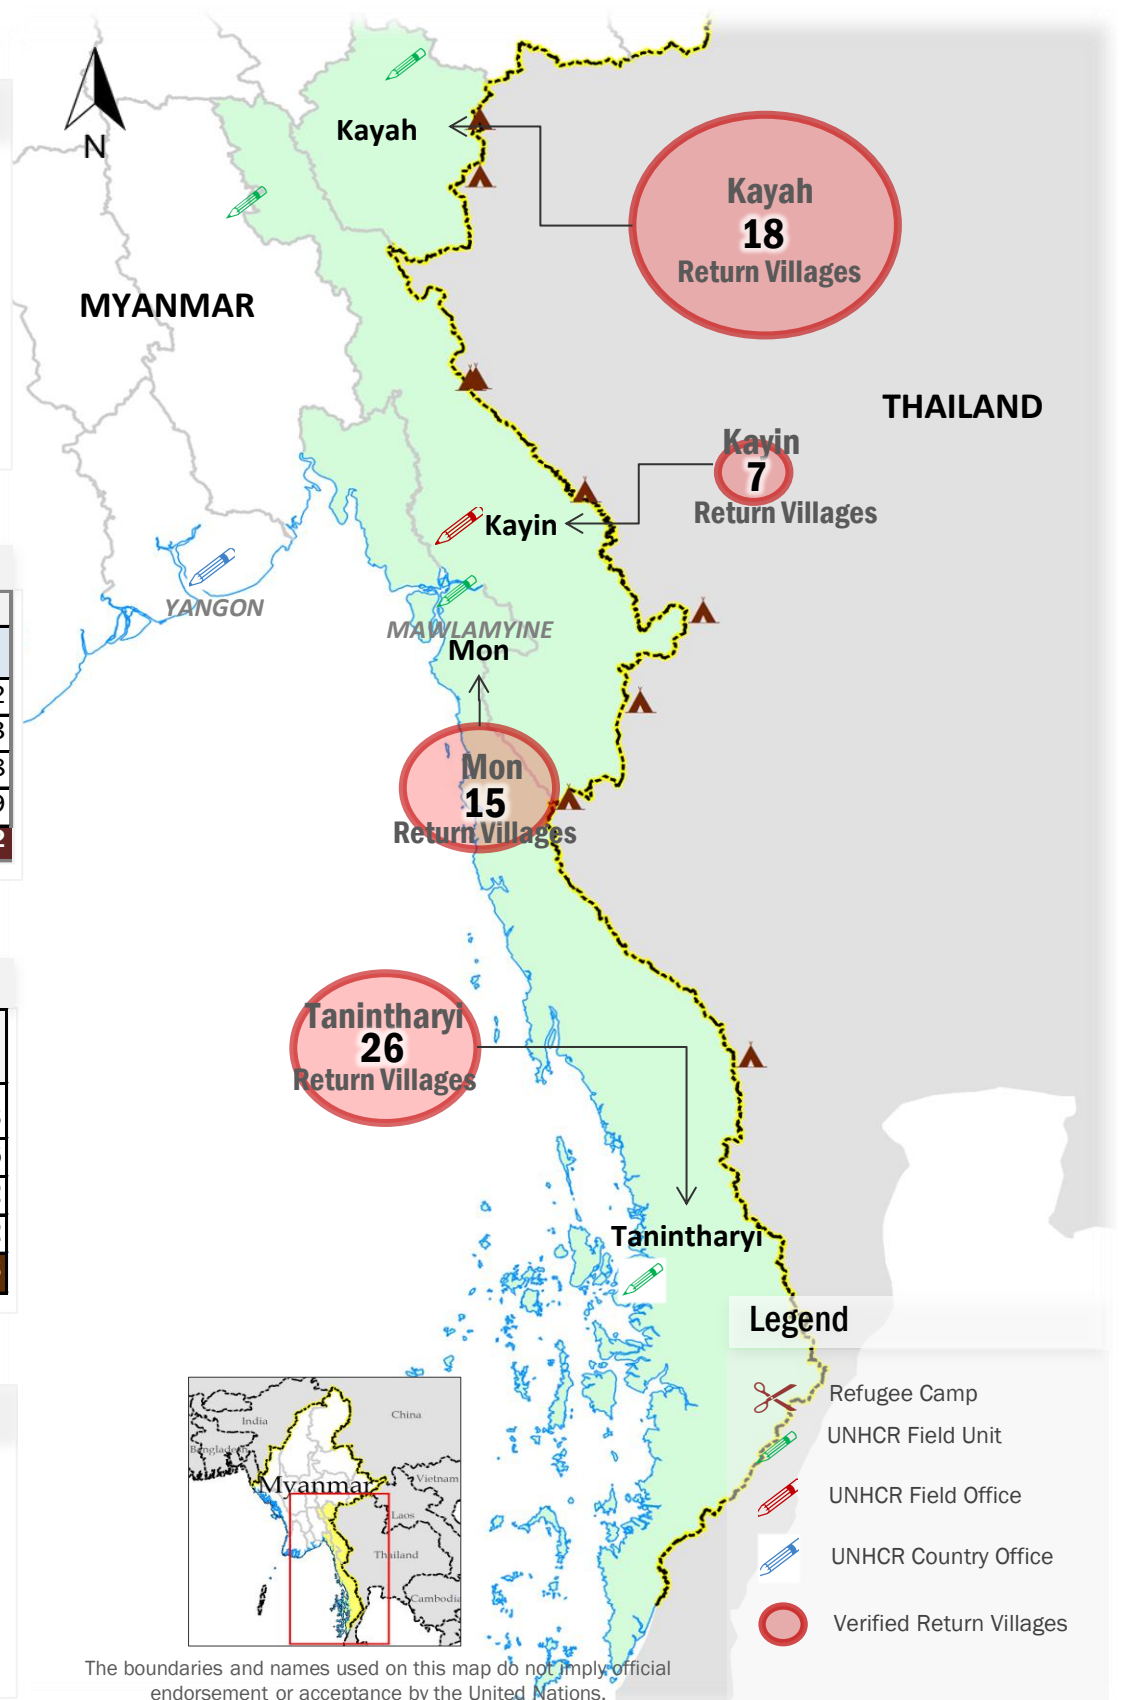 N
Kayah
Kayah
18
Return Villages
MYANMAR
THAILAND
Kayin
7
Return Villages
Kayin
YANGON
MAWLAMYINE
Mon
Mon
15
Return Villages
Tanintharyi
26
Return Villages
Tanintharyi
Legend
Refugee Camp
UNHCR Field Unit
UNHCR Field Office
UNHCR Country Office
Verified Return Villages
India
China
Bangladesh
Myanmar
Vietnam
Laos
Thailand
Cambodia
The boundaries and names used on this map do not imply official
endorsement or acceptance by the United Nations.